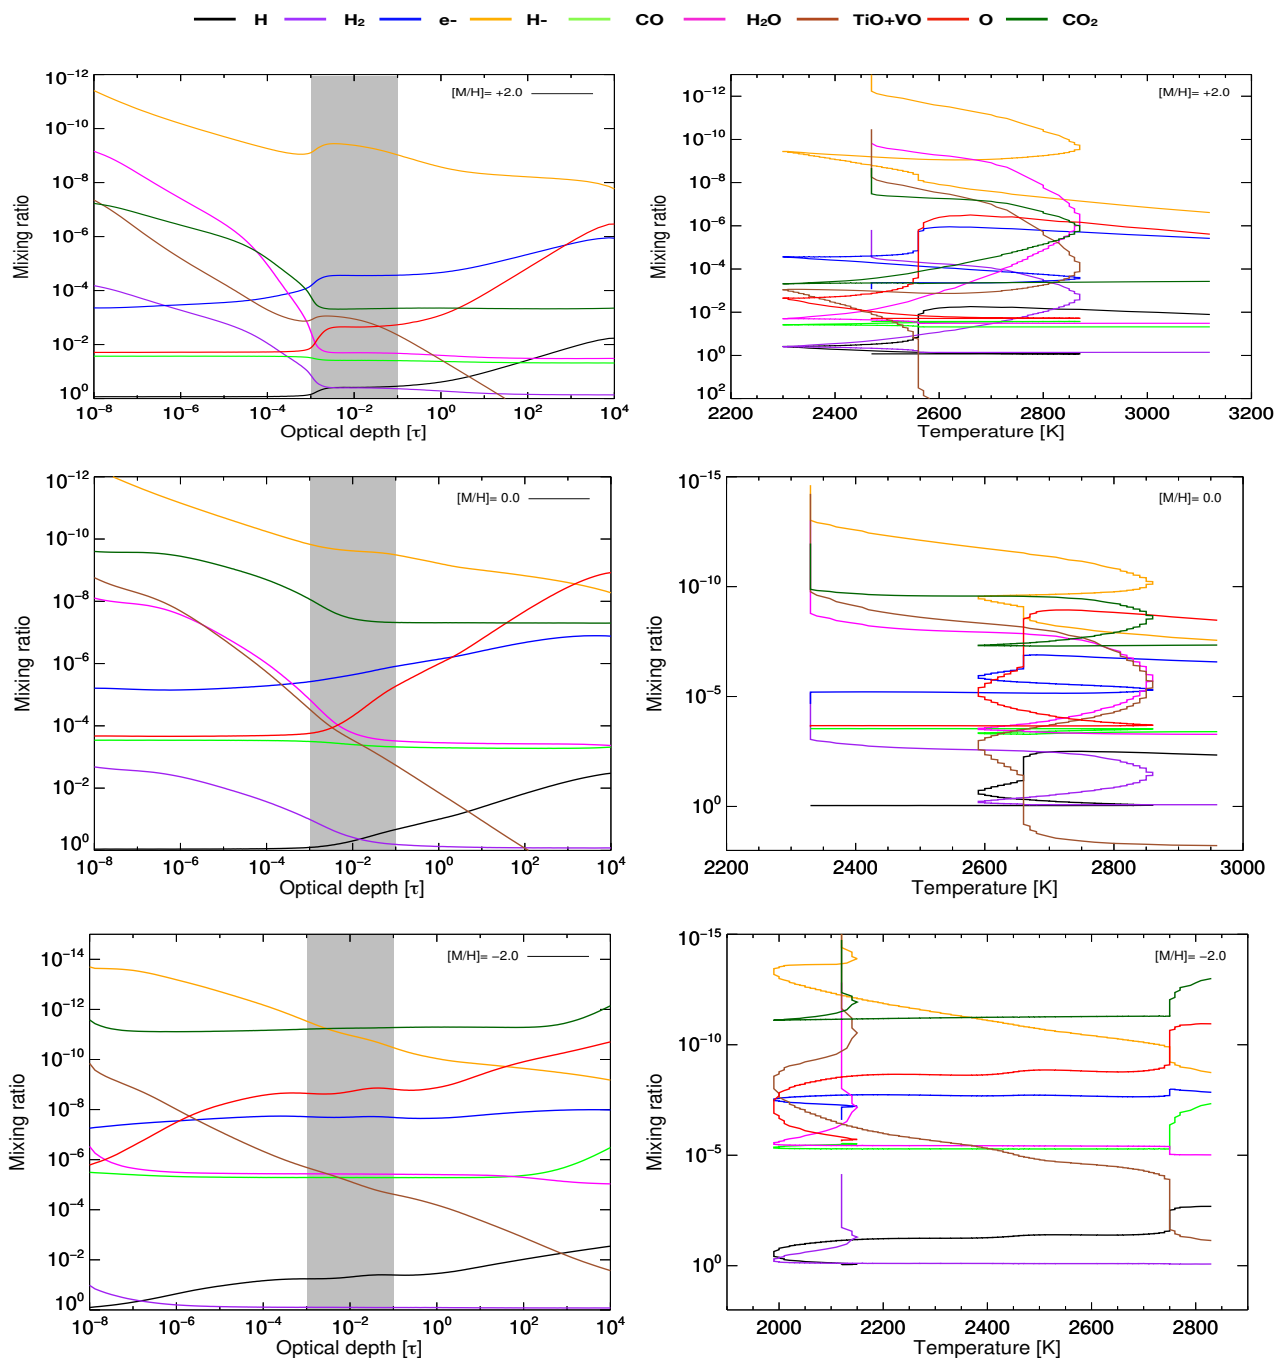 H H₂ e- H- CO H₂O TiO+VO O CO₂
[M/H]= +2.0
Mixing ratio
10⁻¹²
10⁻¹⁰
10⁻⁸
10⁻⁶
10⁻⁴
10⁻²
10⁰
10⁻⁸ 10⁻⁶ 10⁻⁴ 10⁻² 10⁰ 10² 10⁴
Optical depth [τ]
[M/H]= +2.0
Mixing ratio
10⁻¹²
10⁻¹⁰
10⁻⁸
10⁻⁶
10⁻⁴
10⁻²
10⁰
10²
2200 2400 2600 2800 3000 3200
Temperature [K]
[M/H]= 0.0
Mixing ratio
10⁻¹²
10⁻¹⁰
10⁻⁸
10⁻⁶
10⁻⁴
10⁻²
10⁰
10⁻⁸ 10⁻⁶ 10⁻⁴ 10⁻² 10⁰ 10² 10⁴
Optical depth [τ]
[M/H]= 0.0
Mixing ratio
10⁻¹⁵
10⁻¹⁰
10⁻⁵
10⁰
2200 2400 2600 2800 3000
Temperature [K]
[M/H]= −2.0
Mixing ratio
10⁻¹⁴
10⁻¹²
10⁻¹⁰
10⁻⁸
10⁻⁶
10⁻⁴
10⁻²
10⁰
10⁻⁸ 10⁻⁶ 10⁻⁴ 10⁻² 10⁰ 10² 10⁴
Optical depth [τ]
[M/H]= −2.0
Mixing ratio
10⁻¹⁵
10⁻¹⁰
10⁻⁵
10⁰
2000 2200 2400 2600 2800
Temperature [K]